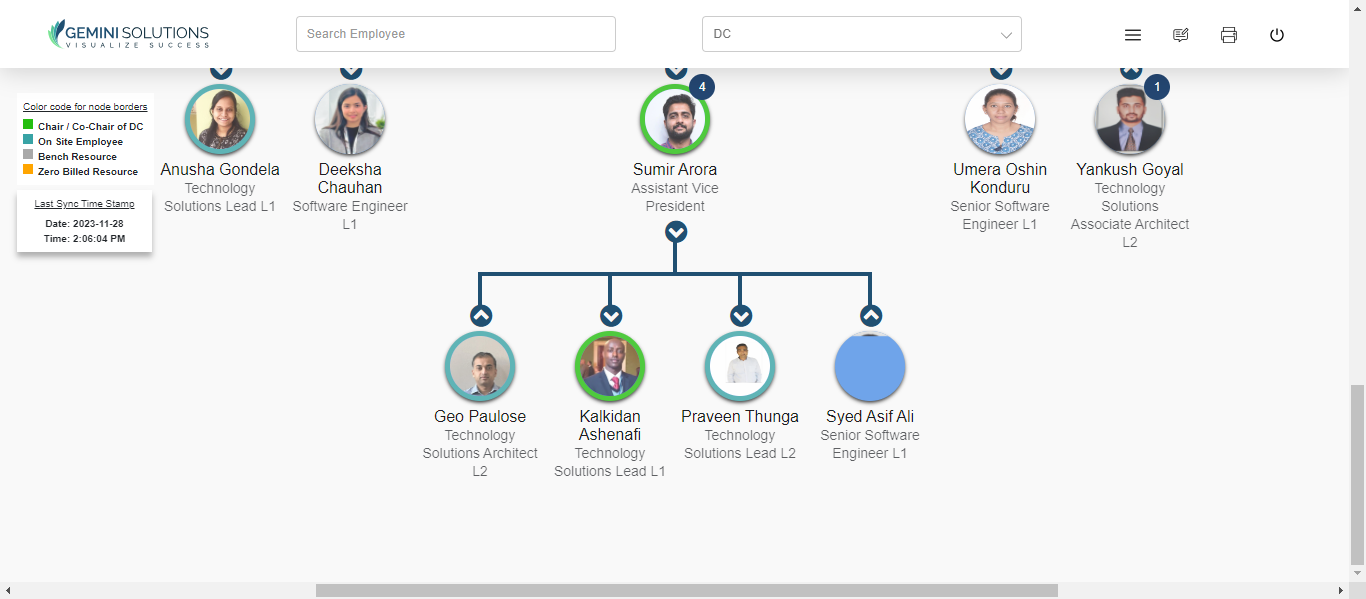 GEMINI SOLUTIONS
VISUALIZE SUCCESS
Search Employee
DC
Color code for node borders
Chair / Co-Chair of DC
On Site Employee
Bench Resource
Zero Billed Resource
Last Sync Time Stamp
Date: 2023-11-28
Time: 2:06:04 PM
Anusha Gondela
Technology
Solutions Lead L1
Deeksha
Chauhan
Software Engineer
L1
4
Sumir Arora
Assistant Vice
President
Umera Oshin
Konduru
Senior Software
Engineer L1
1
Yankush Goyal
Technology
Solutions
Associate Architect
L2
Geo Paulose
Technology
Solutions Architect
L2
Kalkidan
Ashenafi
Technology
Solutions Lead L1
Praveen Thunga
Technology
Solutions Lead L2
Syed Asif Ali
Senior Software
Engineer L1